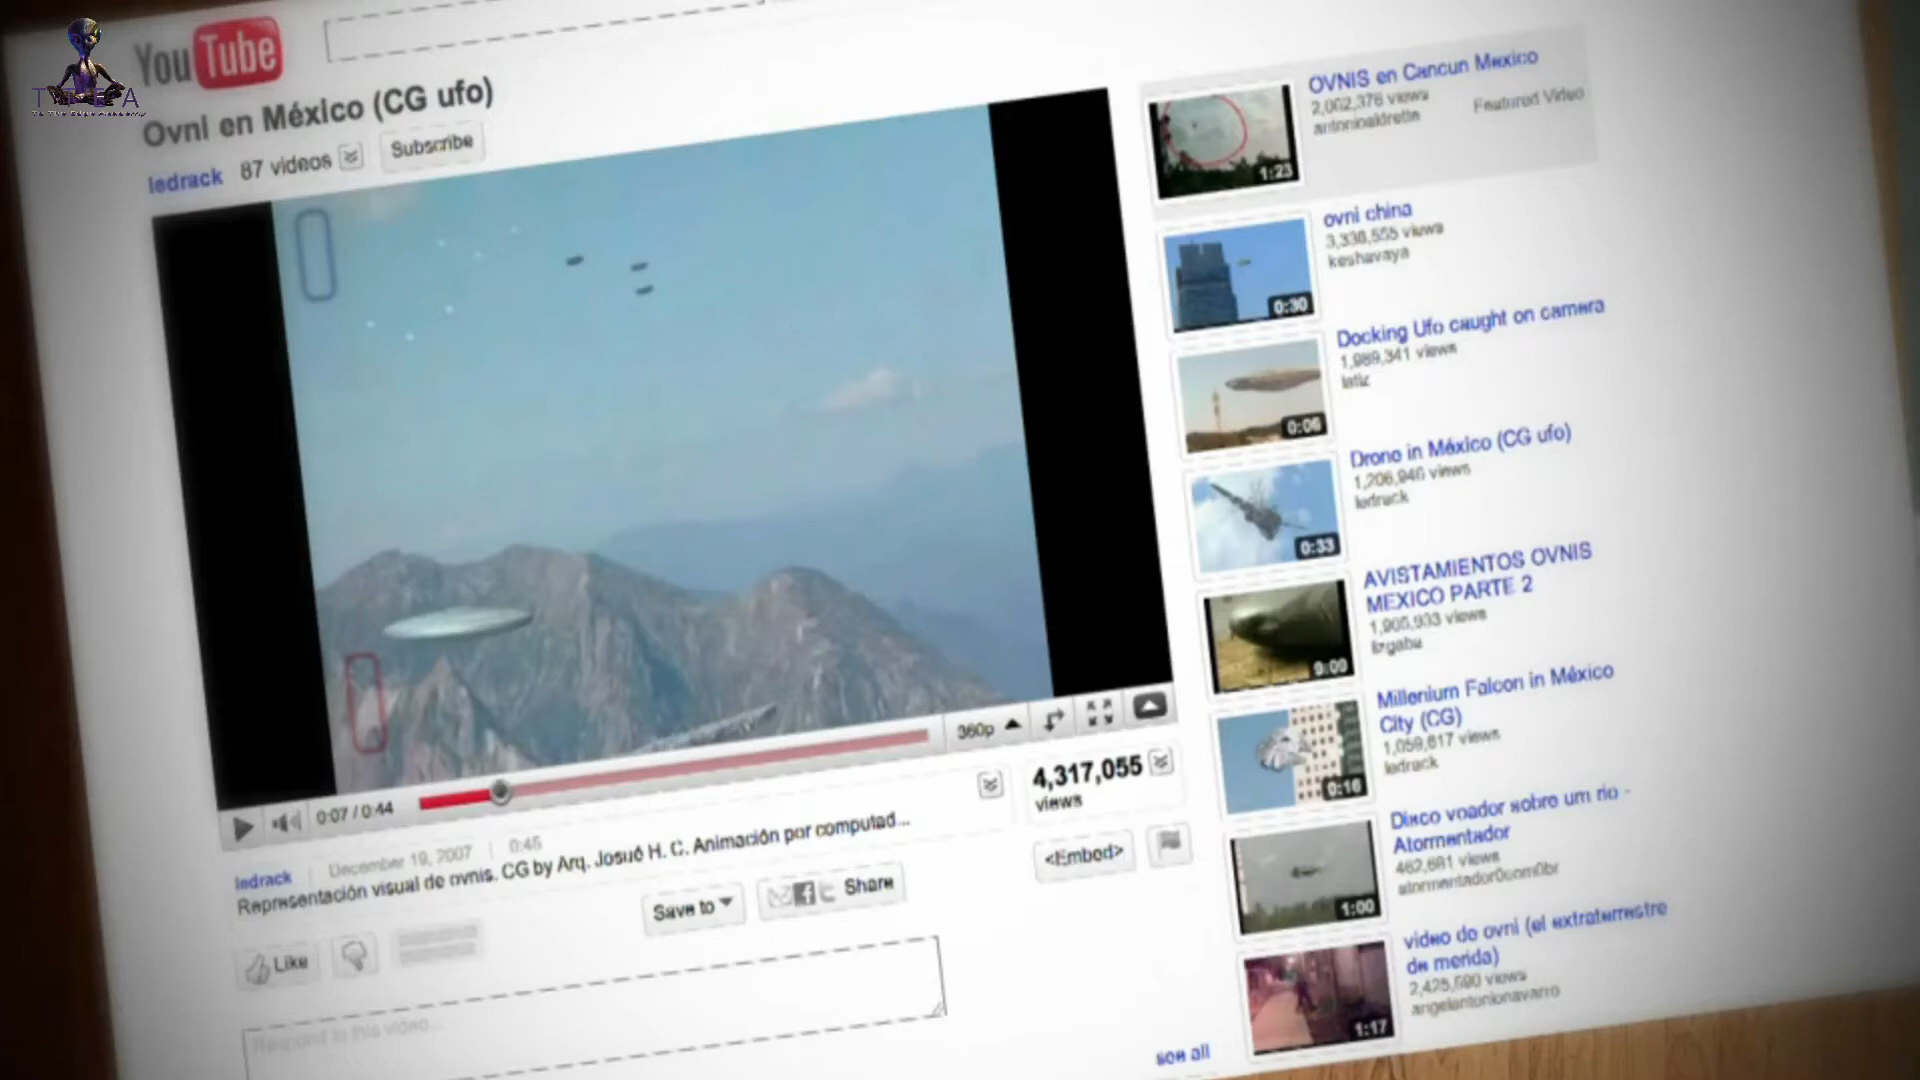 YouTube
TTEA
Ovni en México (CG ufo)
ledrack 87 videos Subscribe
360p
0:07 / 0:44
4,317,055
views
ledrack | December 19, 2007 | 0:45
Representación visual de ovnis. CG by Arq. Josué H. C. Animación por computad...
<Embed>
Save to
Share
Like
Respond to this video...
OVNIS en Cancun Mexico
2,002,376 views
Featured Video
1:23
ovni china
3,338,555 views
keshavaya
0:30
Docking Ufo caught on camera
1,989,341 views
0:06
Drone in México (CG ufo)
1,206,946 views
ledrack
0:33
AVISTAMIENTOS OVNIS
MEXICO PARTE 2
1,905,933 views
9:00
Millenium Falcon in México
City (CG)
1,059,617 views
ledrack
0:16
Disco voador sobre um rio -
Atormentador
462,681 views
1:00
video de ovni (el extraterrestre
de merida)
2,425,690 views
angelantonionavarro
1:17
see all